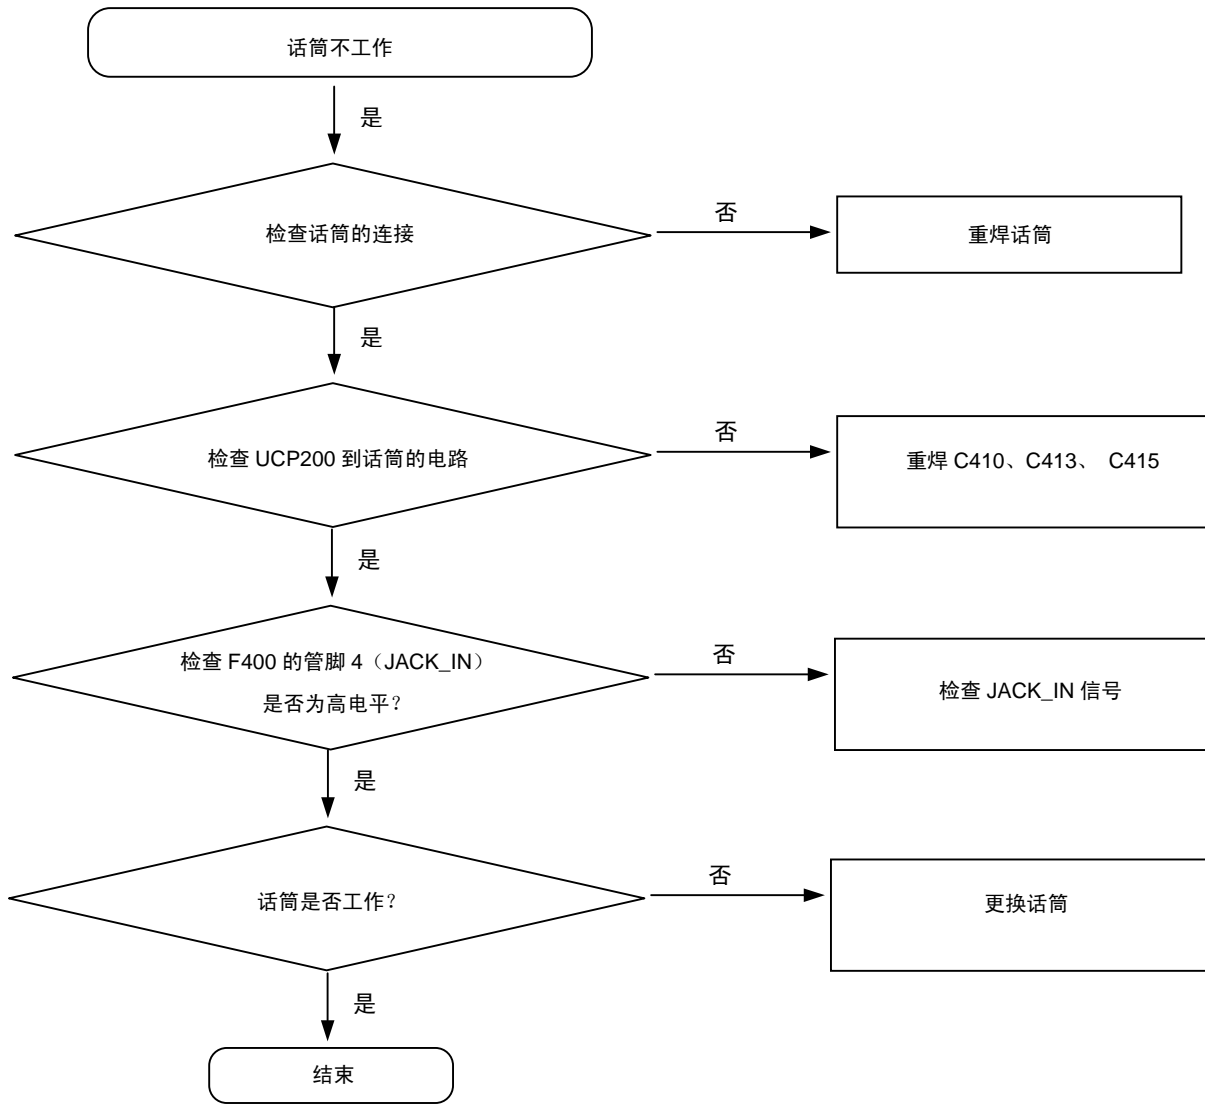 话筒不工作
是
检查话筒的连接
否
重焊话筒
是
检查 UCP200 到话筒的电路
否
重焊 C410、C413、 C415
是
检查 F400 的管脚 4（JACK_IN）
是否为高电平？
否
检查 JACK_IN 信号
是
话筒是否工作？
否
更换话筒
是
结束